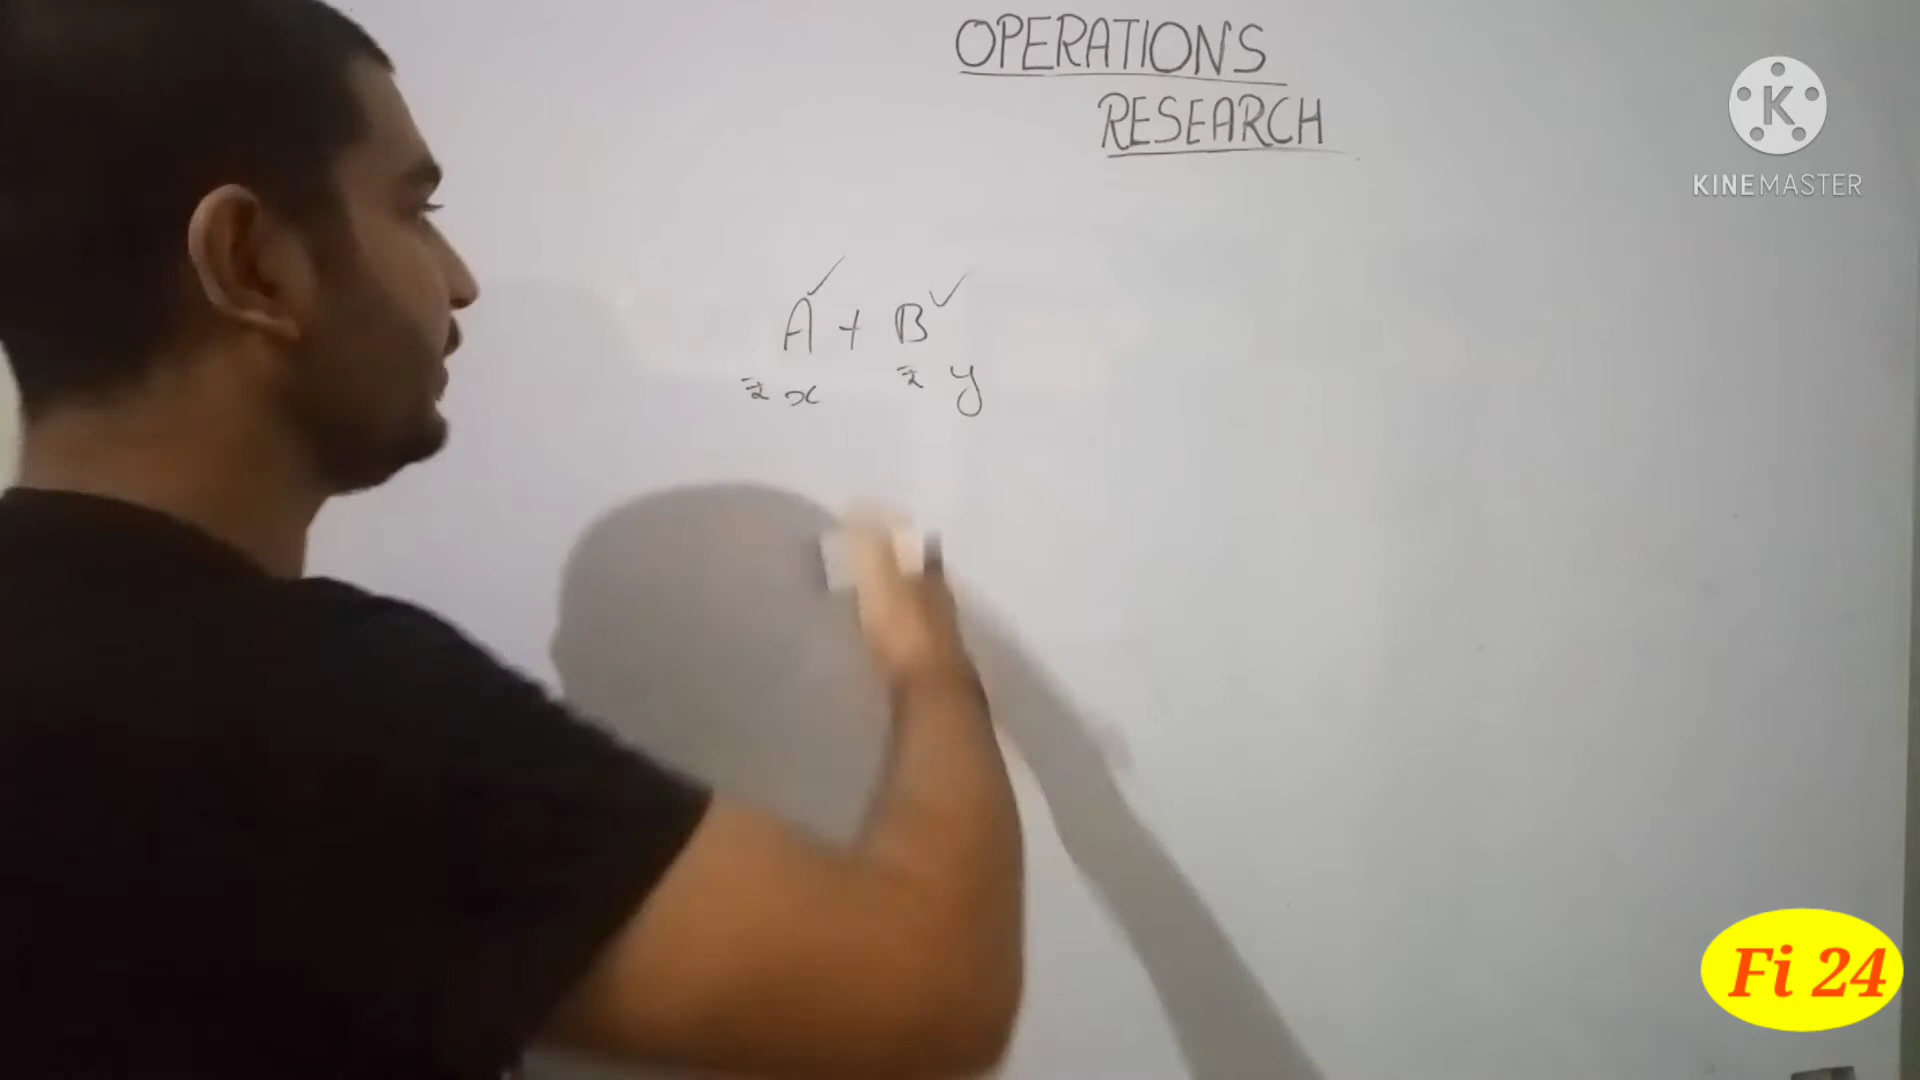 OPERATIONS
RESEARCH
KINEMASTER
A + B
₹ x ₹ y
Fi 24